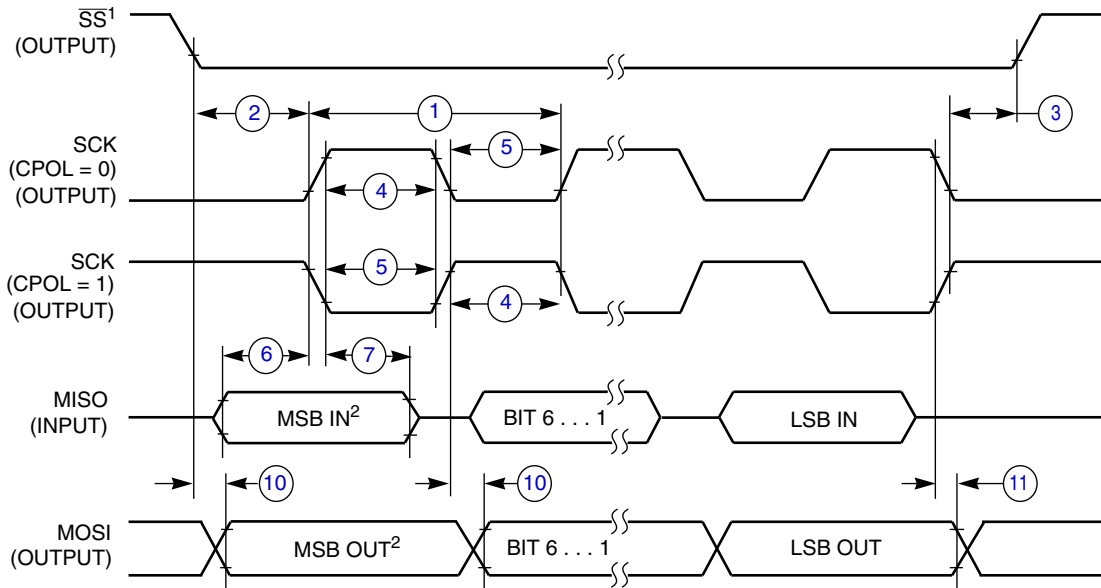 SS¹
(OUTPUT)
2
1
3
SCK
(CPOL = 0)
(OUTPUT)
5
4
SCK
(CPOL = 1)
(OUTPUT)
5
4
6
7
MISO
(INPUT)
MSB IN²
BIT 6 . . . 1
LSB IN
10
10
11
MOSI
(OUTPUT)
MSB OUT²
BIT 6 . . . 1
LSB OUT